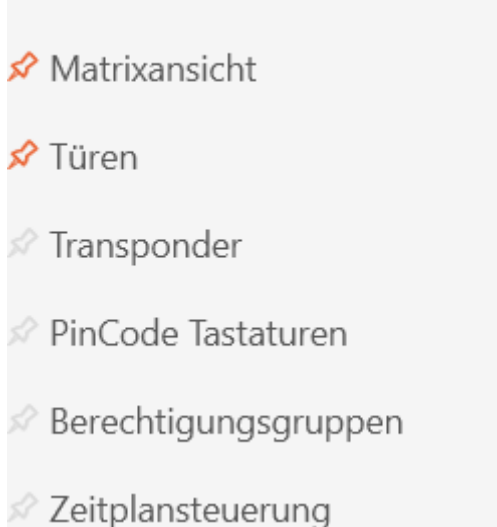 Matrixansicht
Türen
Transponder
PinCode Tastaturen
Berechtigungsgruppen
Zeitplansteuerung